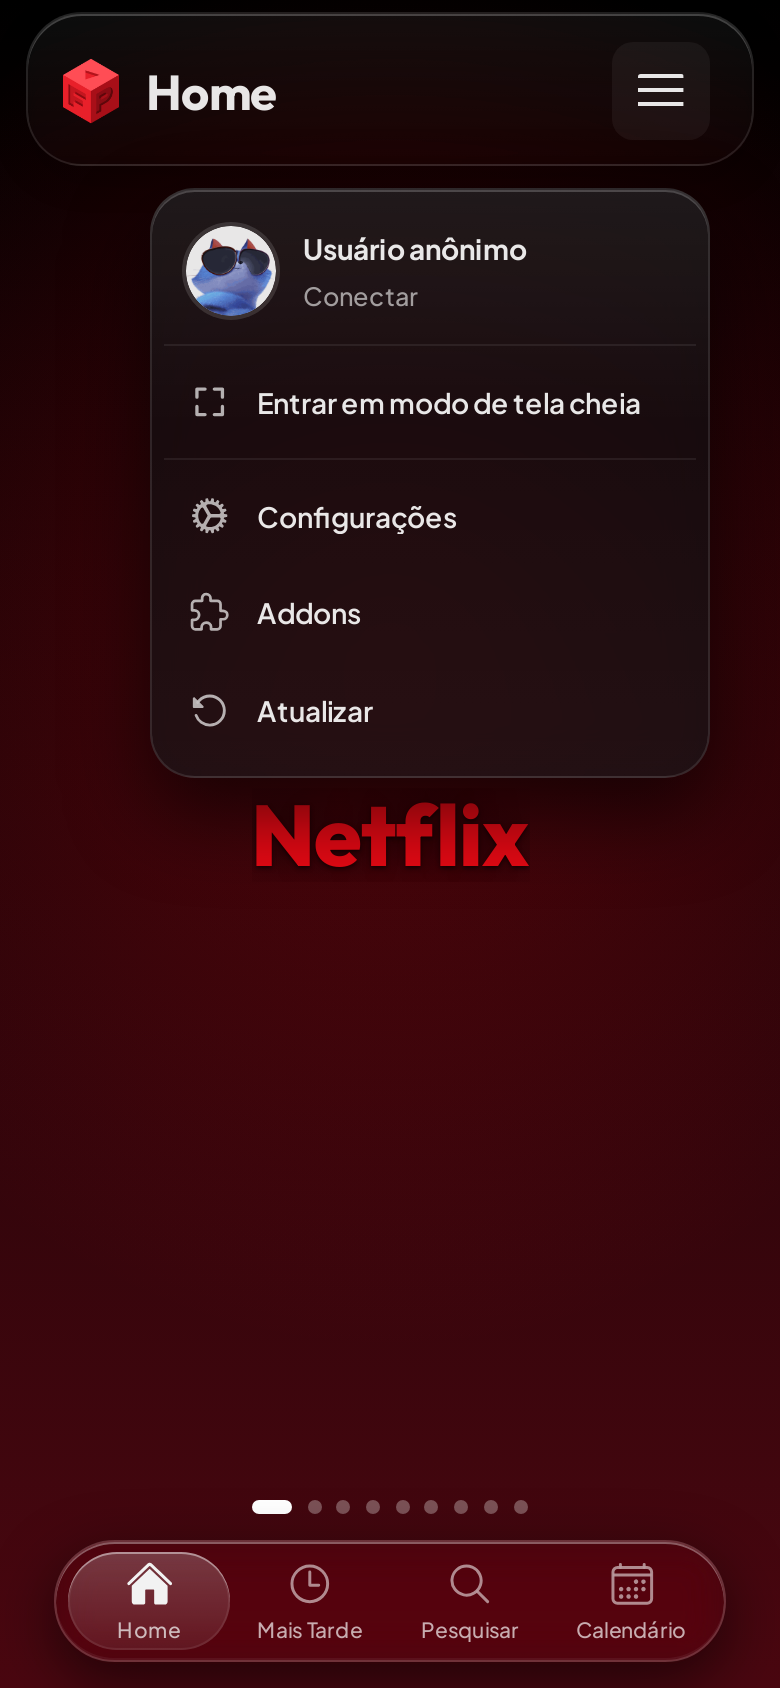 Home
Usuário anônimo
Conectar
Entrar em modo de tela cheia
Configurações
Addons
Atualizar
Netflix
Home
Mais Tarde
Pesquisar
Calendário